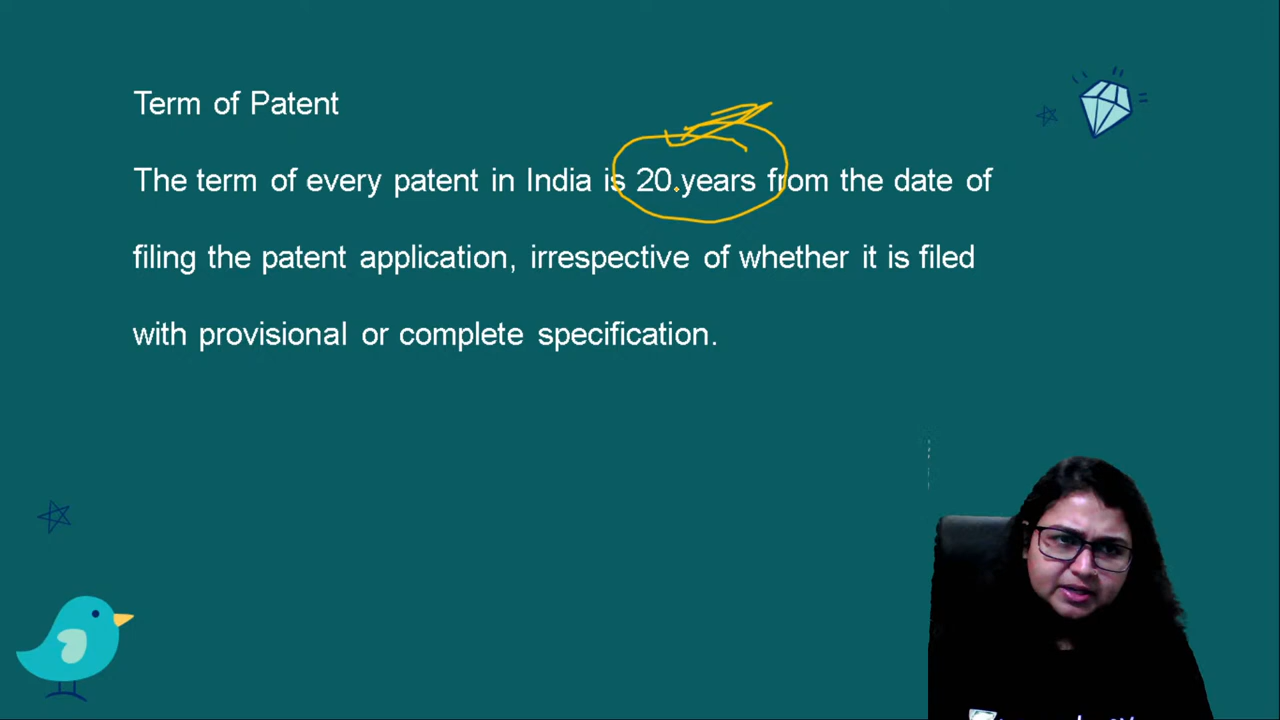 Term of Patent
The term of every patent in India is 20 years from the date of
filing the patent application, irrespective of whether it is filed
with provisional or complete specification.